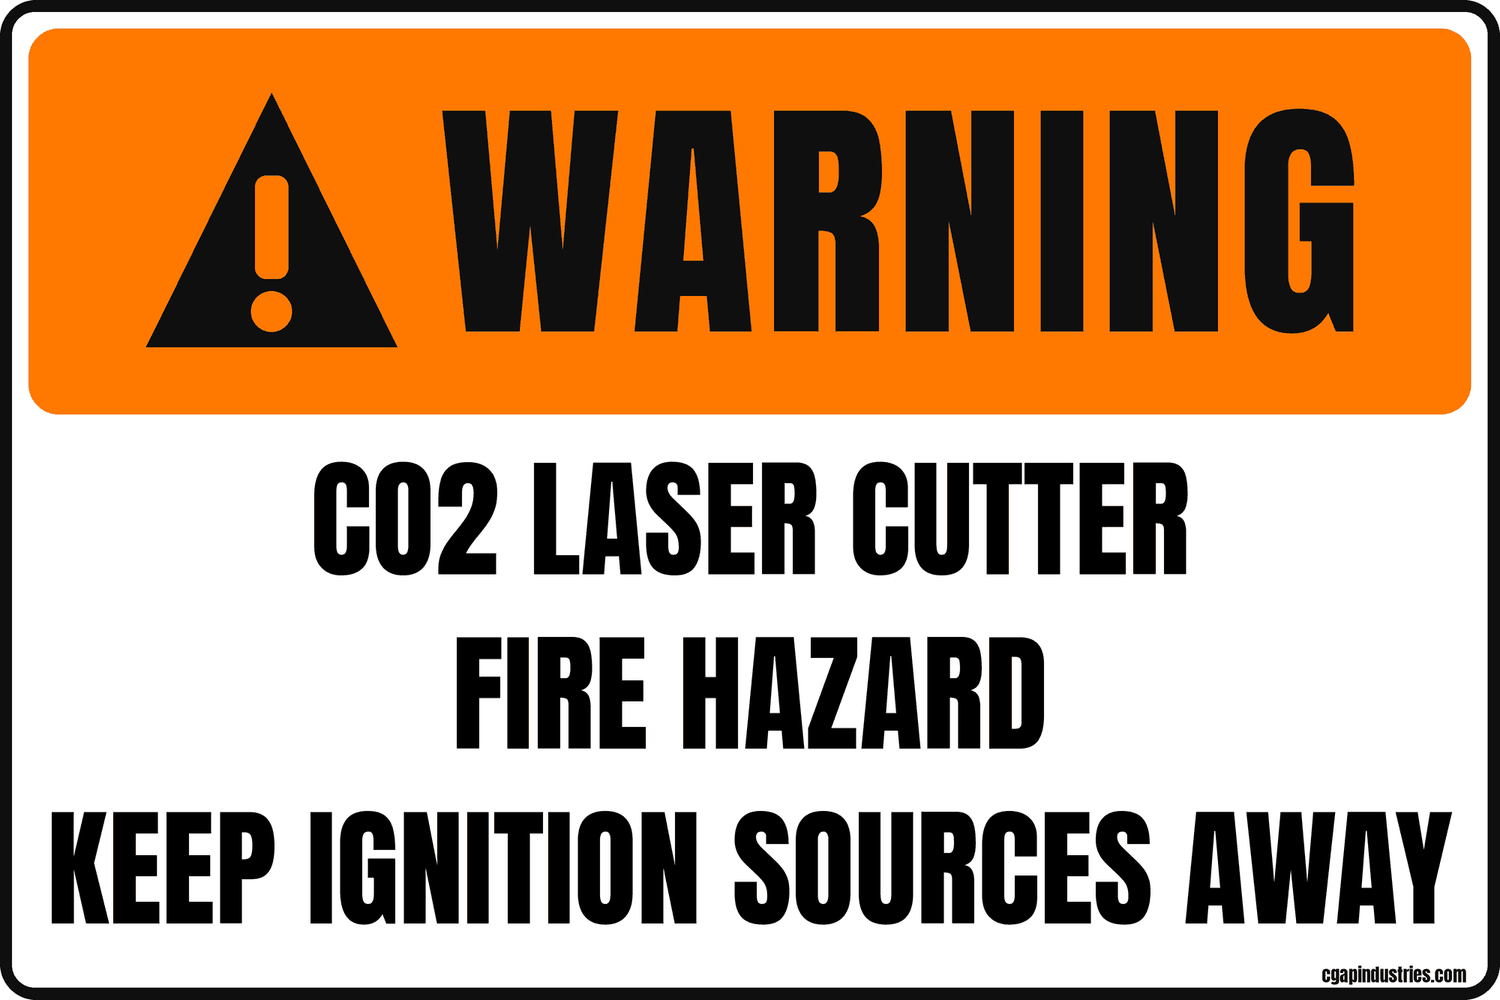 WARNING
CO2 LASER CUTTER
FIRE HAZARD
KEEP IGNITION SOURCES AWAY
cgapindustries.com